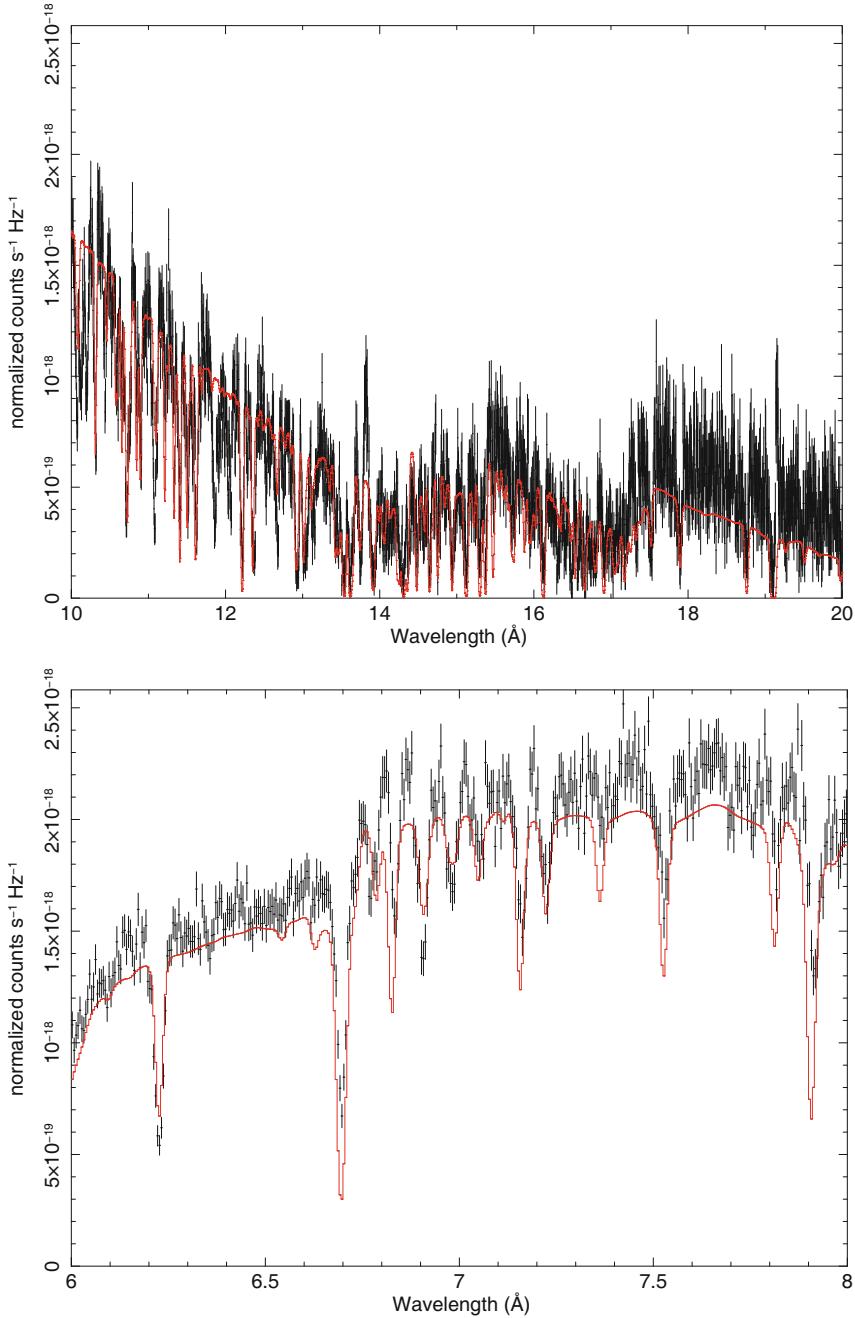 normalized counts s⁻¹ Hz⁻¹
2.5×10⁻¹⁸
2×10⁻¹⁸
1.5×10⁻¹⁸
10⁻¹⁸
5×10⁻¹⁹
0
10 12 14 16 18 20
Wavelength (Å)
normalized counts s⁻¹ Hz⁻¹
2.5×10⁻¹⁸
2×10⁻¹⁸
1.5×10⁻¹⁸
10⁻¹⁸
5×10⁻¹⁹
0
6 6.5 7 7.5 8
Wavelength (Å)